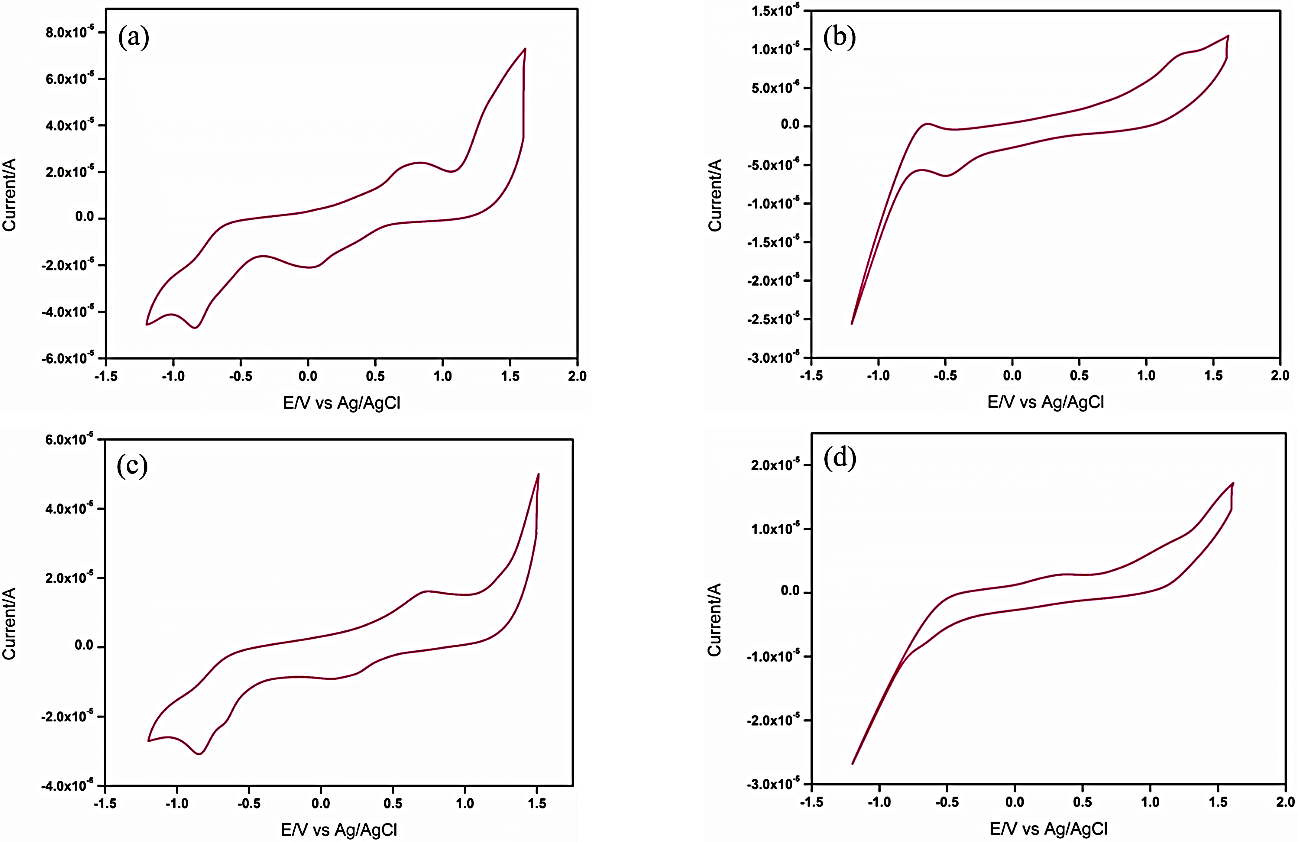 (a)
8.0x10⁻⁵
6.0x10⁻⁵
4.0x10⁻⁵
2.0x10⁻⁵
0.0
-2.0x10⁻⁵
-4.0x10⁻⁵
-6.0x10⁻⁵
Current/A
-1.5 -1.0 -0.5 0.0 0.5 1.0 1.5 2.0
E/V vs Ag/AgCl
(b)
1.5x10⁻⁵
1.0x10⁻⁵
5.0x10⁻⁶
0.0
-5.0x10⁻⁶
-1.0x10⁻⁵
-1.5x10⁻⁵
-2.0x10⁻⁵
-2.5x10⁻⁵
-3.0x10⁻⁵
Current/A
-1.5 -1.0 -0.5 0.0 0.5 1.0 1.5 2.0
E/V vs Ag/AgCl
(c)
6.0x10⁻⁵
4.0x10⁻⁵
2.0x10⁻⁵
0.0
-2.0x10⁻⁵
-4.0x10⁻⁵
Current/A
-1.5 -1.0 -0.5 0.0 0.5 1.0 1.5
E/V vs Ag/AgCl
(d)
2.0x10⁻⁵
1.0x10⁻⁵
0.0
-1.0x10⁻⁵
-2.0x10⁻⁵
-3.0x10⁻⁵
Current/A
-1.5 -1.0 -0.5 0.0 0.5 1.0 1.5 2.0
E/V vs Ag/AgCl